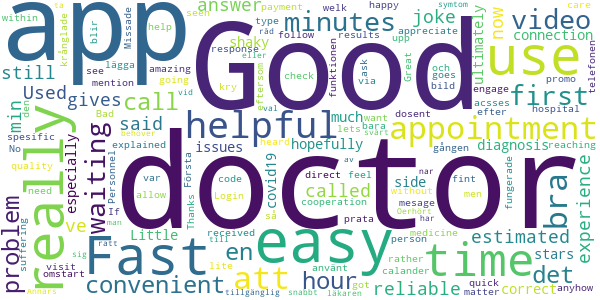 ta within krånglade app Missade seen care type answer minutes joke now video
blir help welk happy råd follow results upp appreciate ultimately connection
still lägga shaky response funktionen Good use telefonen
see amazing eller check via ask och engage promo
Used gives mention going vid kry eftersom Great goes bild acsses hospital first
min really call Bad den val helpful dosent efter appointment
No said behöver heard lets bara svart want reaching
spesific waiting explained issues hopefully much gången diagnosis
quality especially Personnel doctor
problem If need allow var code Login covid19 direct feel av nar side fint without fungerade experience
ve Little Thanks Första called cooperation mesage har men Oerhört
suffering man Fast received så easy prata person medicine time estimated bra
sig en till rather stars
visit convenient att lite hour använt calander reliable det
omstart ratt tillgänglig snabbt läkaren got quick matter correct anyhow
Annars payment symtom